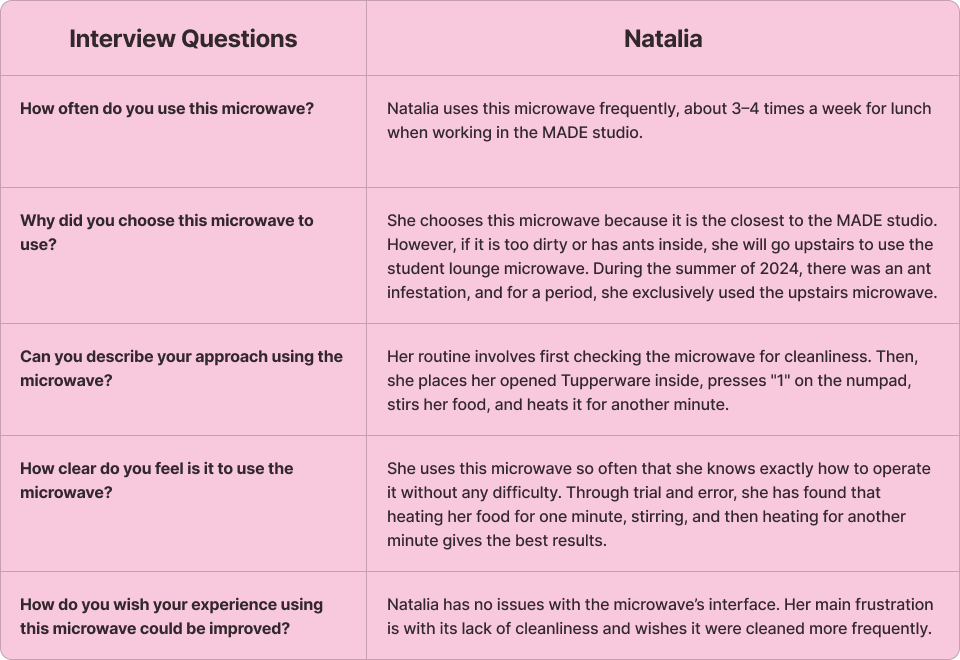 Interview Questions
Natalia
How often do you use this microwave?
Natalia uses this microwave frequently, about 3–4 times a week for lunch
when working in the MADE studio.
Why did you choose this microwave to
use?
She chooses this microwave because it is the closest to the MADE studio.
However, if it is too dirty or has ants inside, she will go upstairs to use the
student lounge microwave. During the summer of 2024, there was an ant
infestation, and for a period, she exclusively used the upstairs microwave.
Can you describe your approach using the
microwave?
Her routine involves first checking the microwave for cleanliness. Then,
she places her opened Tupperware inside, presses "1" on the numpad,
stirs her food, and heats it for another minute.
How clear do you feel is it to use the
microwave?
She uses this microwave so often that she knows exactly how to operate
it without any difficulty. Through trial and error, she has found that
heating her food for one minute, stirring, and then heating for another
minute gives the best results.
How do you wish your experience using
this microwave could be improved?
Natalia has no issues with the microwave’s interface. Her main frustration
is with its lack of cleanliness and wishes it were cleaned more frequently.